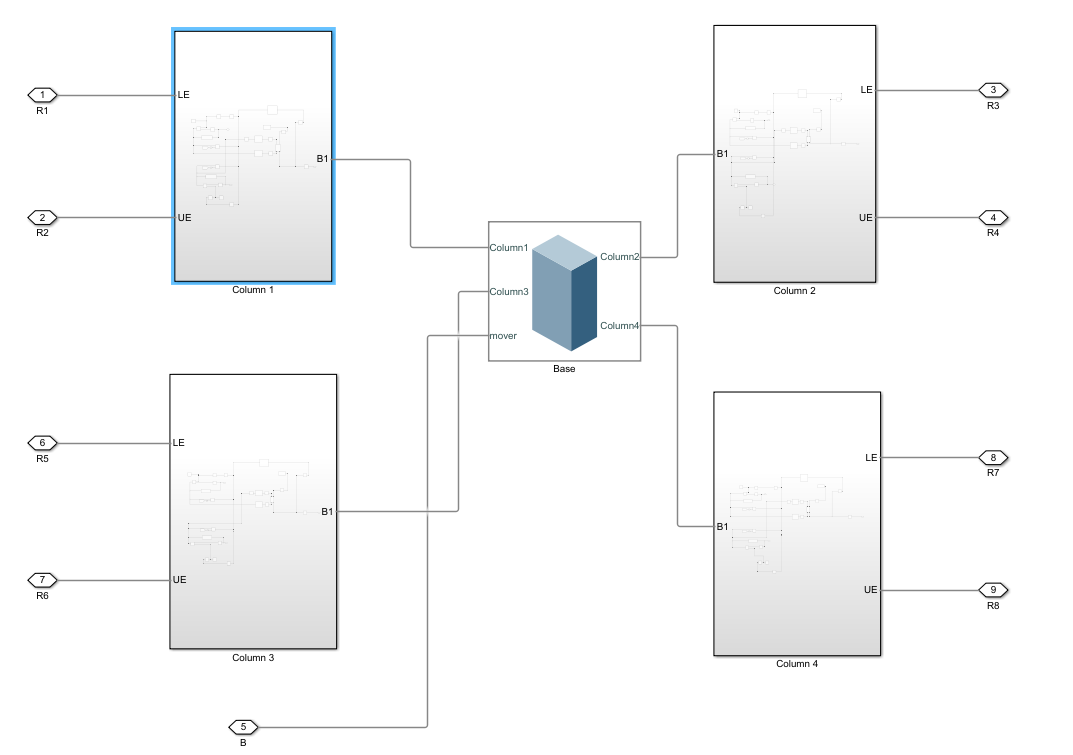 1
R1
2
R2
LE
UE
B1
Column 1
LE
UE
B1
Column 2
3
R3
4
R4
Column1
Column3
mover
Column2
Column4
Base
6
R5
7
R6
LE
UE
B1
Column 3
LE
UE
B1
Column 4
8
R7
9
R8
5
B